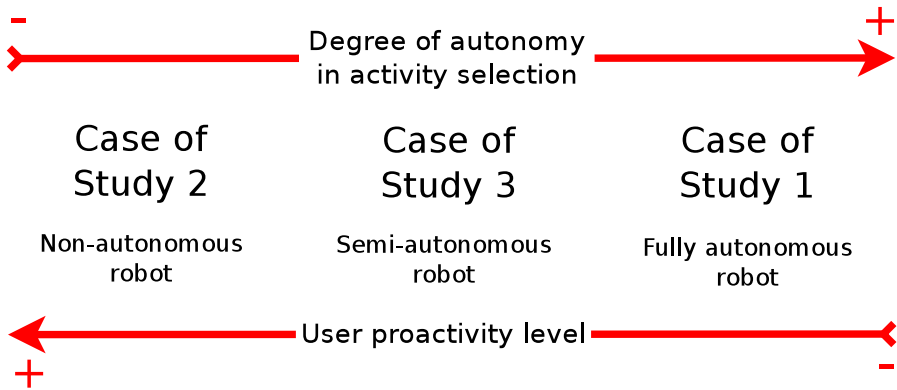 - +
Degree of autonomy
in activity selection
Case of
Study 2
Case of
Study 3
Case of
Study 1
Non-autonomous
robot
Semi-autonomous
robot
Fully autonomous
robot
User proactivity level
+ -